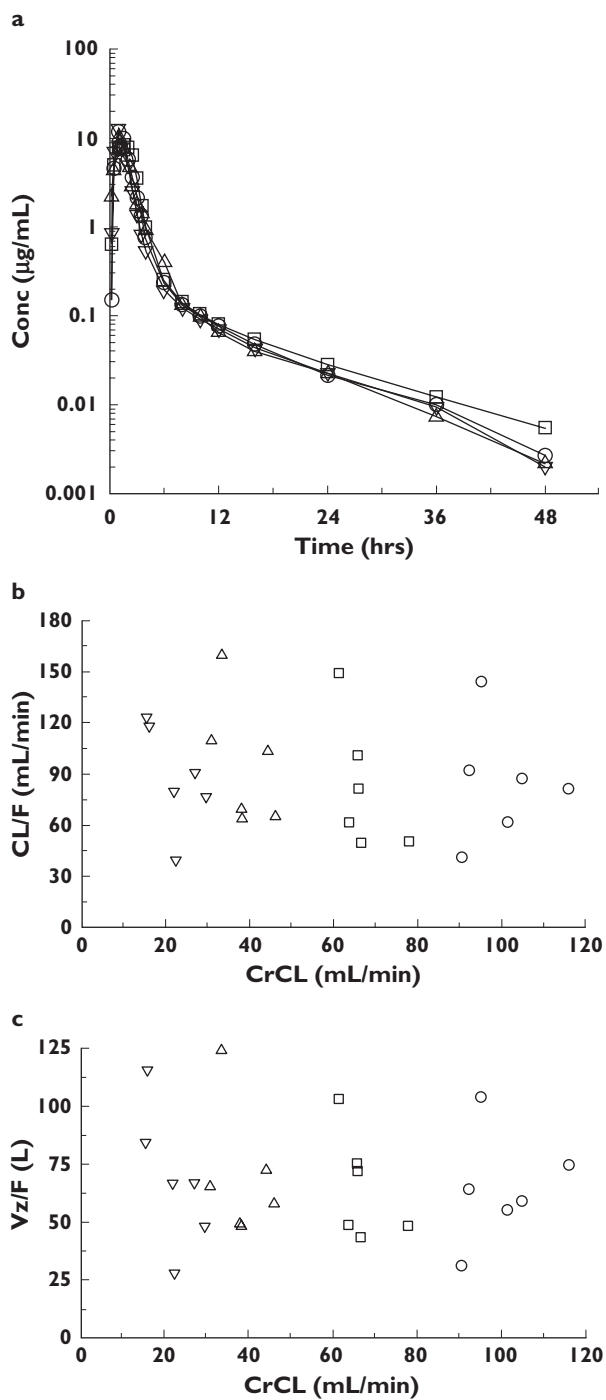 a
100
10
1
0.1
0.01
0.001
Conc (µg/mL)
0 12 24 36 48
Time (hrs)
b
180
150
120
90
60
30
0
CL/F (mL/min)
0 20 40 60 80 100 120
CrCL (mL/min)
c
125
100
75
50
25
0
Vz/F (L)
0 20 40 60 80 100 120
CrCL (mL/min)